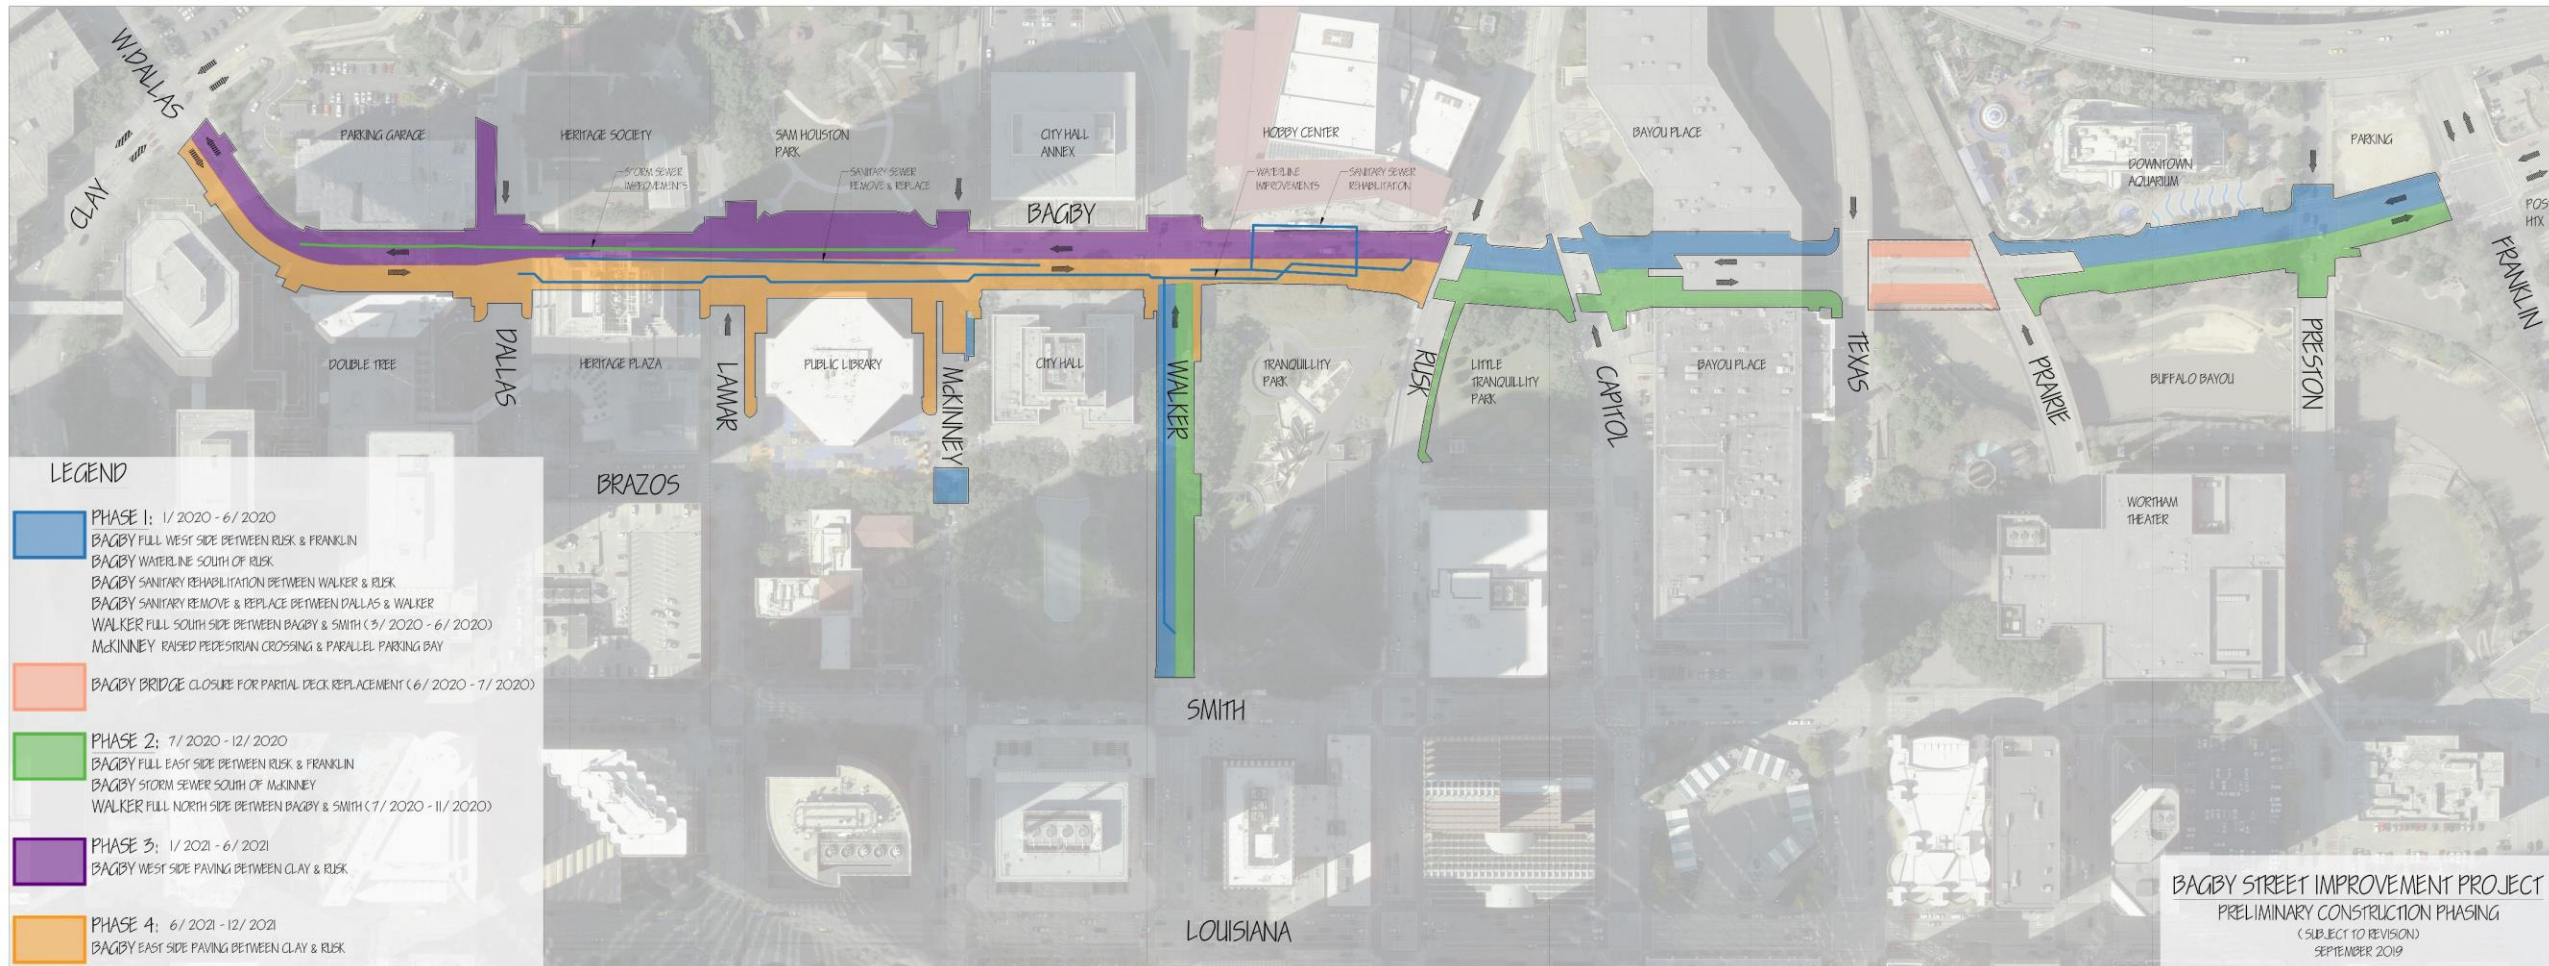 W.DALLAS
CLAY
PARKING GARAGE
HERITAGE SOCIETY
SAM HOUSTON
PARK
CITY HALL
ANNEX
HOBBY CENTER
BAYOU PLACE
DOWNTOWN
AQUARIUM
PARKING
POST
HTX
STORM SEWER
IMPROVEMENTS
SANITARY SEWER
REMOVE & REPLACE
WATERLINE
IMPROVEMENTS
SANITARY SEWER
REHABILITATION
BAGBY
FRANKLIN
DOUBLE TREE
DALLAS
HERITAGE PLAZA
LAMAR
PUBLIC LIBRARY
McKINNEY
CITY HALL
WALKER
TRANQUILLITY
PARK
RUSK
LITTLE
TRANQUILLITY
PARK
CAPITOL
BAYOU PLACE
TEXAS
PRAIRIE
BUFFALO BAYOU
PRESTON
BRAZOS
WORTHAM
THEATER
SMITH
LOUISIANA
LEGEND
PHASE 1: 1/2020 - 6/2020
BAGBY FULL WEST SIDE BETWEEN RUSK & FRANKLIN
BAGBY WATERLINE SOUTH OF RUSK
BAGBY SANITARY REHABILITATION BETWEEN WALKER & RUSK
BAGBY SANITARY REMOVE & REPLACE BETWEEN DALLAS & WALKER
WALKER FULL SOUTH SIDE BETWEEN BAGBY & SMITH (3/2020 - 6/2020)
McKINNEY RAISED PEDESTRIAN CROSSING & PARALLEL PARKING BAY
BAGBY BRIDGE CLOSURE FOR PARTIAL DECK REPLACEMENT (6/2020 - 7/2020)
PHASE 2: 7/2020 - 12/2020
BAGBY FULL EAST SIDE BETWEEN RUSK & FRANKLIN
BAGBY STORM SEWER SOUTH OF McKINNEY
WALKER FULL NORTH SIDE BETWEEN BAGBY & SMITH (7/2020 - 11/2020)
PHASE 3: 1/2021 - 6/2021
BAGBY WEST SIDE PAVING BETWEEN CLAY & RUSK
PHASE 4: 6/2021 - 12/2021
BAGBY EAST SIDE PAVING BETWEEN CLAY & RUSK
BAGBY STREET IMPROVEMENT PROJECT
PRELIMINARY CONSTRUCTION PHASING
(SUBJECT TO REVISION)
SEPTEMBER 2019